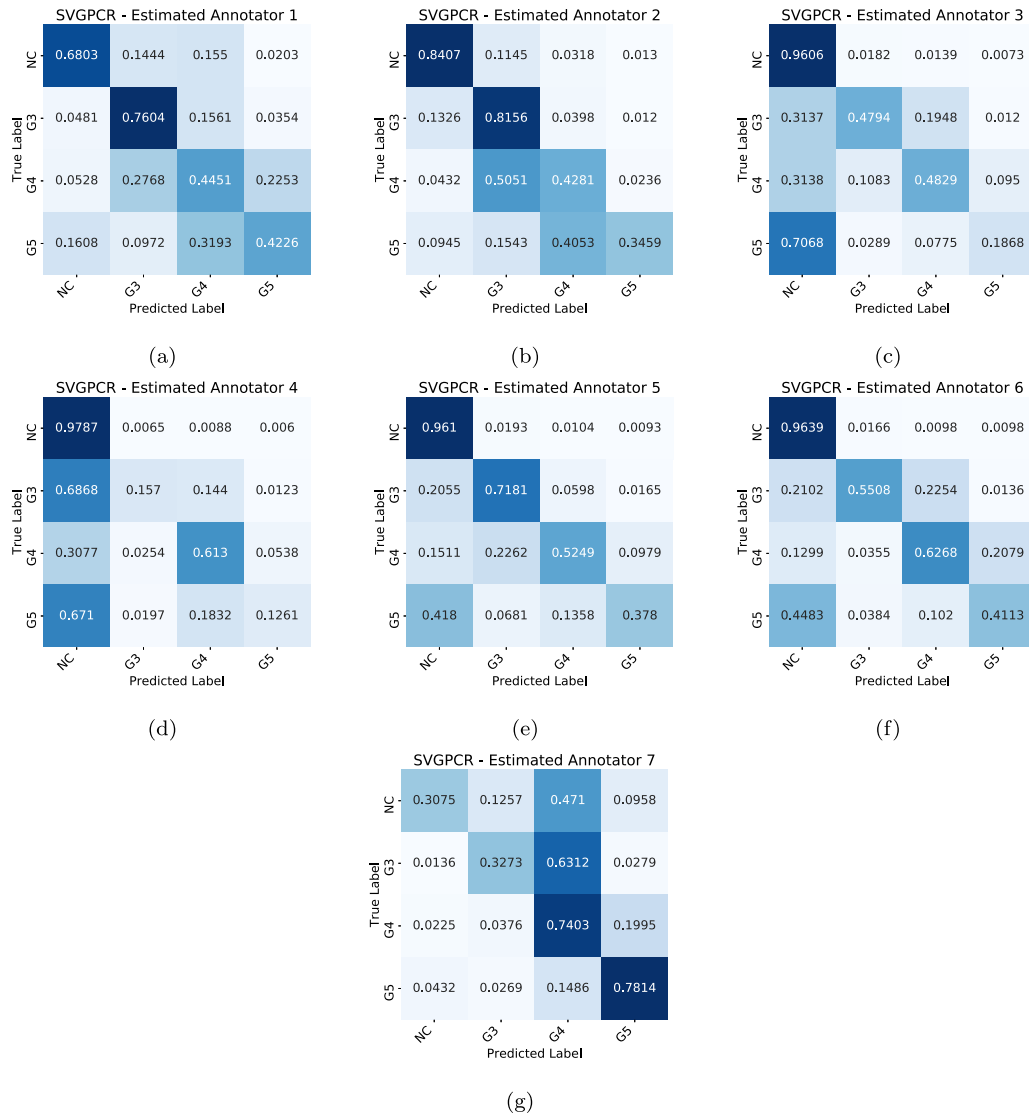 SVGPCR - Estimated Annotator 1
SVGPCR - Estimated Annotator 2
SVGPCR - Estimated Annotator 3
NC 0.6803 0.1444 0.155 0.0203
G3 0.0481 0.7604 0.1561 0.0354
G4 0.0528 0.2768 0.4451 0.2253
G5 0.1608 0.0972 0.3193 0.4226
True Label
NC G3 G4 G5
Predicted Label
(a)
NC 0.8407 0.1145 0.0318 0.013
G3 0.1326 0.8156 0.0398 0.012
G4 0.0432 0.5051 0.4281 0.0236
G5 0.0945 0.1543 0.4053 0.3459
True Label
NC G3 G4 G5
Predicted Label
(b)
NC 0.9606 0.0182 0.0139 0.0073
G3 0.3137 0.4794 0.1948 0.012
G4 0.3138 0.1083 0.4829 0.095
G5 0.7068 0.0289 0.0775 0.1868
True Label
NC G3 G4 G5
Predicted Label
(c)
SVGPCR - Estimated Annotator 4
NC 0.9787 0.0065 0.0088 0.006
G3 0.6868 0.157 0.144 0.0123
G4 0.3077 0.0254 0.613 0.0538
G5 0.671 0.0197 0.1832 0.1261
True Label
NC G3 G4 G5
Predicted Label
(d)
SVGPCR - Estimated Annotator 5
NC 0.961 0.0193 0.0104 0.0093
G3 0.2055 0.7181 0.0598 0.0165
G4 0.1511 0.2262 0.5249 0.0979
G5 0.418 0.0681 0.1358 0.378
True Label
NC G3 G4 G5
Predicted Label
(e)
SVGPCR - Estimated Annotator 6
NC 0.9639 0.0166 0.0098 0.0098
G3 0.2102 0.5508 0.2254 0.0136
G4 0.1299 0.0355 0.6268 0.2079
G5 0.4483 0.0384 0.102 0.4113
True Label
NC G3 G4 G5
Predicted Label
(f)
SVGPCR - Estimated Annotator 7
NC 0.3075 0.1257 0.471 0.0958
G3 0.0136 0.3273 0.6312 0.0279
G4 0.0225 0.0376 0.7403 0.1995
G5 0.0432 0.0269 0.1486 0.7814
True Label
NC G3 G4 G5
Predicted Label
(g)